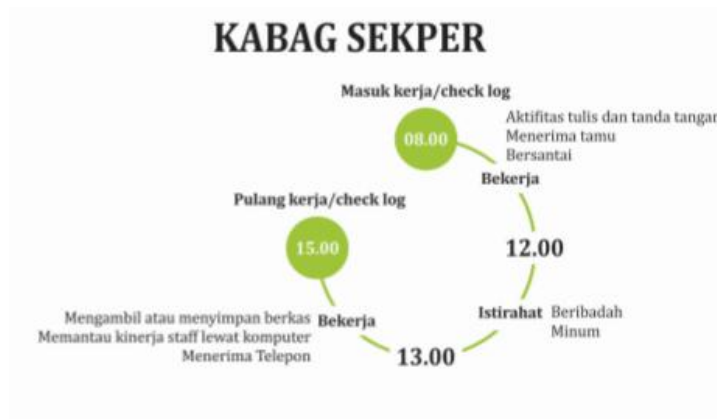 KABAG SEKPER
Masuk kerja/check log
08.00
Aktifitas tulis dan tanda tangan
Menerima tamu
Bersantai
Bekerja
12.00
Istirahat
Beribadah
Minum
13.00
Bekerja
Mengambil atau menyimpan berkas
Memantau kinerja staff lewat komputer
Menerima Telepon
Pulang kerja/check log
15.00